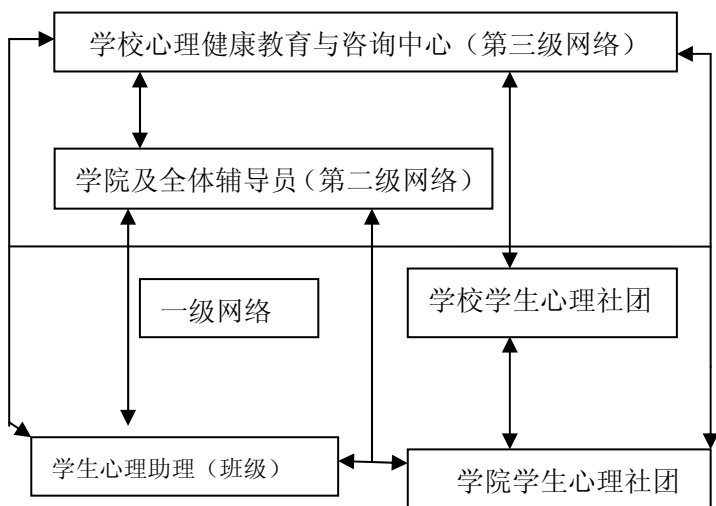 学校心理健康教育与咨询中心（第三级网络）
学院及全体辅导员（第二级网络）
一级网络
学校学生心理社团
学生心理助理（班级）
学院学生心理社团